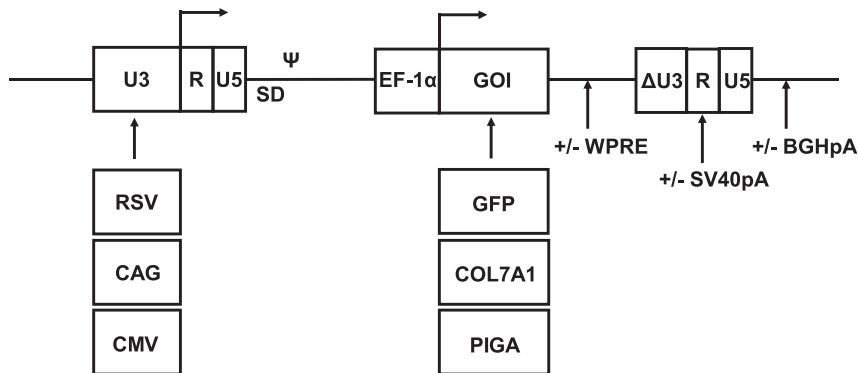 U3 R U5 Ψ EF-1α GOI ΔU3 R U5
SD
+/- WPRE +/- BGHpA
+/- SV40pA
RSV GFP
CAG COL7A1
CMV PIGA